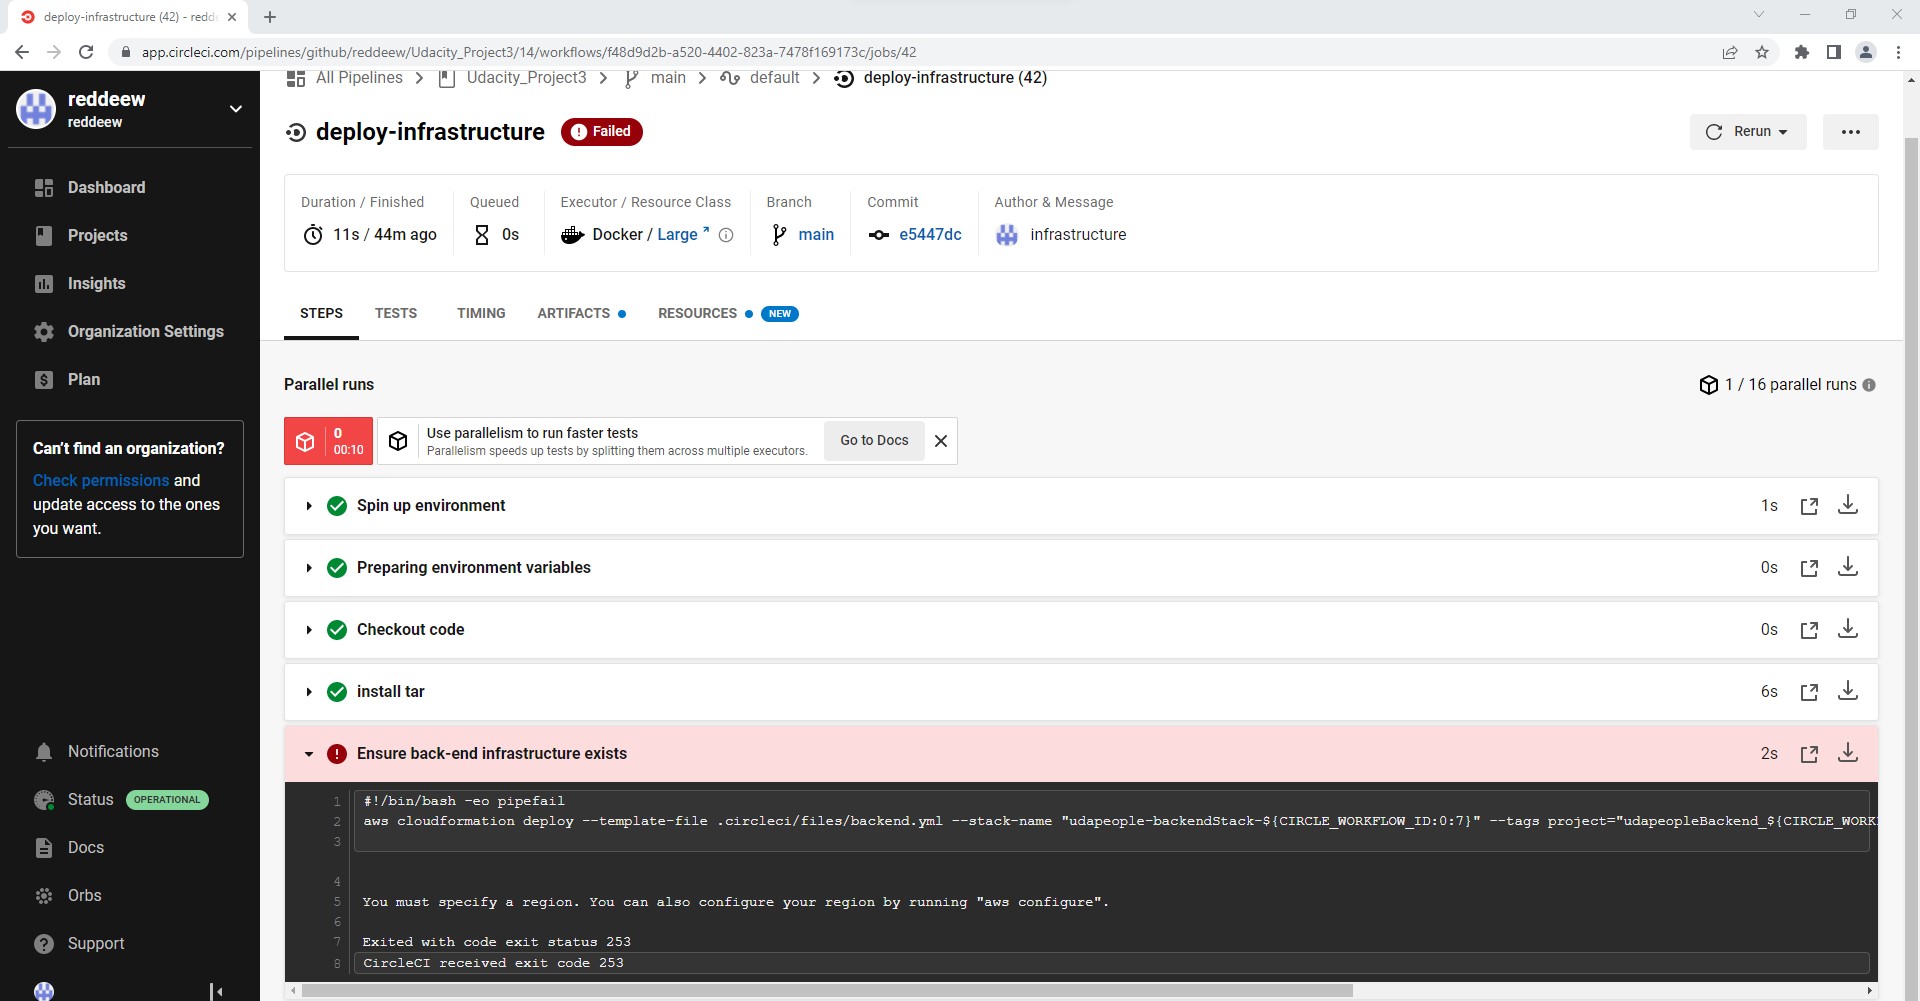 deploy-infrastructure (42) - redde
app.circleci.com/pipelines/github/reddeew/Udacity_Project3/14/workflows/f48d9d2b-a520-4402-823a-7478f169173c/jobs/42
reddeew
reddeew
Dashboard
Projects
Insights
Organization Settings
Plan
Can't find an organization?
Check permissions and
update access to the ones
you want.
Notifications
Status OPERATIONAL
Docs
Orbs
Support
All Pipelines > Udacity_Project3 > main > default > deploy-infrastructure (42)
deploy-infrastructure Failed
Rerun
Duration / Finished
11s / 44m ago
Queued
0s
Executor / Resource Class
Docker / Large
Branch
main
Commit
e5447dc
Author & Message
infrastructure
STEPS TESTS TIMING ARTIFACTS RESOURCES NEW
Parallel runs
1 / 16 parallel runs
0
00:10
Use parallelism to run faster tests
Parallelism speeds up tests by splitting them across multiple executors.
Go to Docs
Spin up environment 1s
Preparing environment variables 0s
Checkout code 0s
install tar 6s
Ensure back-end infrastructure exists 2s
1 #!/bin/bash -eo pipefail
2 aws cloudformation deploy --template-file .circleci/files/backend.yml --stack-name "udapeople-backendStack-${CIRCLE_WORKFLOW_ID:0:7}" --tags project="udapeopleBackend_${CIRCLE_WORK
3
4
5 You must specify a region. You can also configure your region by running "aws configure".
6
7 Exited with code exit status 253
8 CircleCI received exit code 253